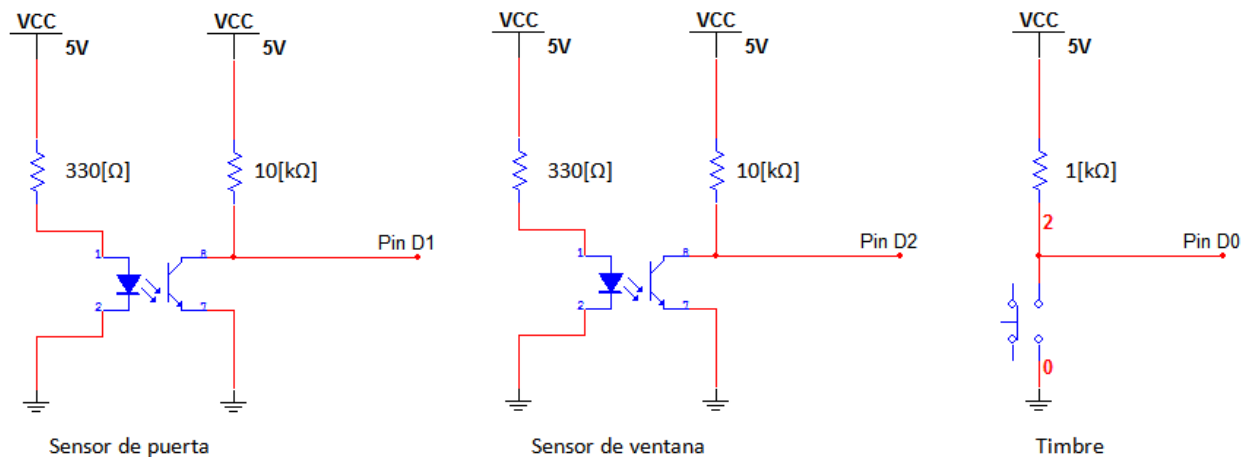 VCC
5V
VCC
5V
330[Ω]
10[kΩ]
1
8
Pin D1
2
7
Sensor de puerta
VCC
5V
VCC
5V
330[Ω]
10[kΩ]
1
8
Pin D2
2
7
Sensor de ventana
VCC
5V
1[kΩ]
2
Pin D0
0
Timbre